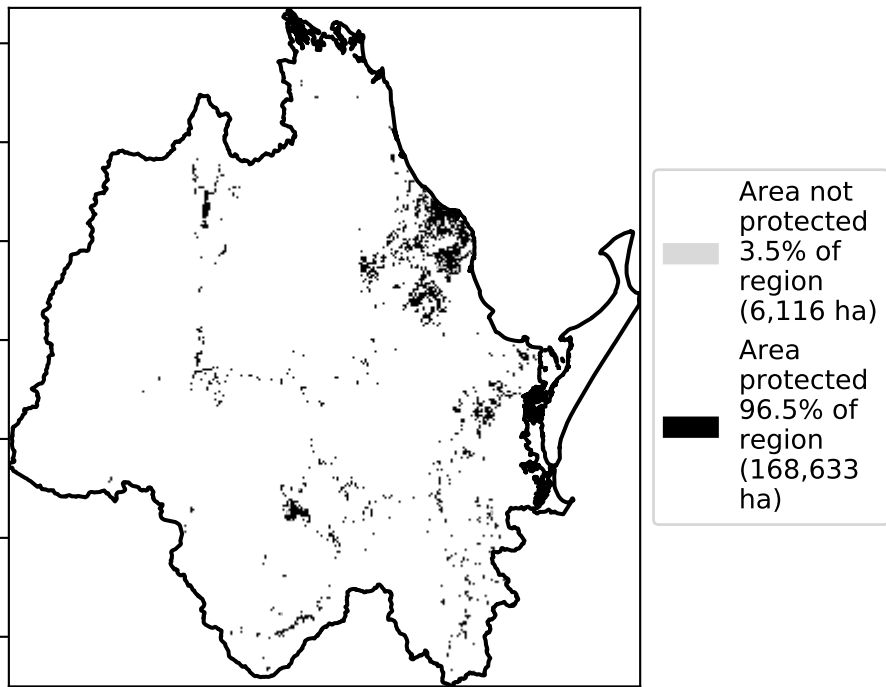 Area not
protected
3.5% of
region
(6,116 ha)
Area
protected
96.5% of
region
(168,633
ha)